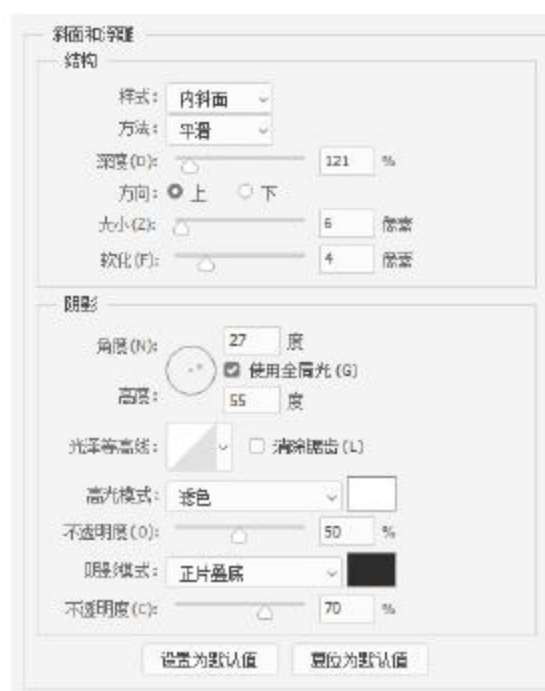 斜面和浮雕
结构
样式: 内斜面
方法: 平滑
深度(D): 121 %
方向: 上 下
大小(Z): 6 像素
软化(F): 4 像素
阴影
角度(N): 27 度
使用全局光(G)
高度: 55 度
光泽等高线: 消除锯齿(L)
高光模式: 滤色
不透明度(O): 50 %
阴影模式: 正片叠底
不透明度(C): 70 %
设置为默认值 复位为默认值